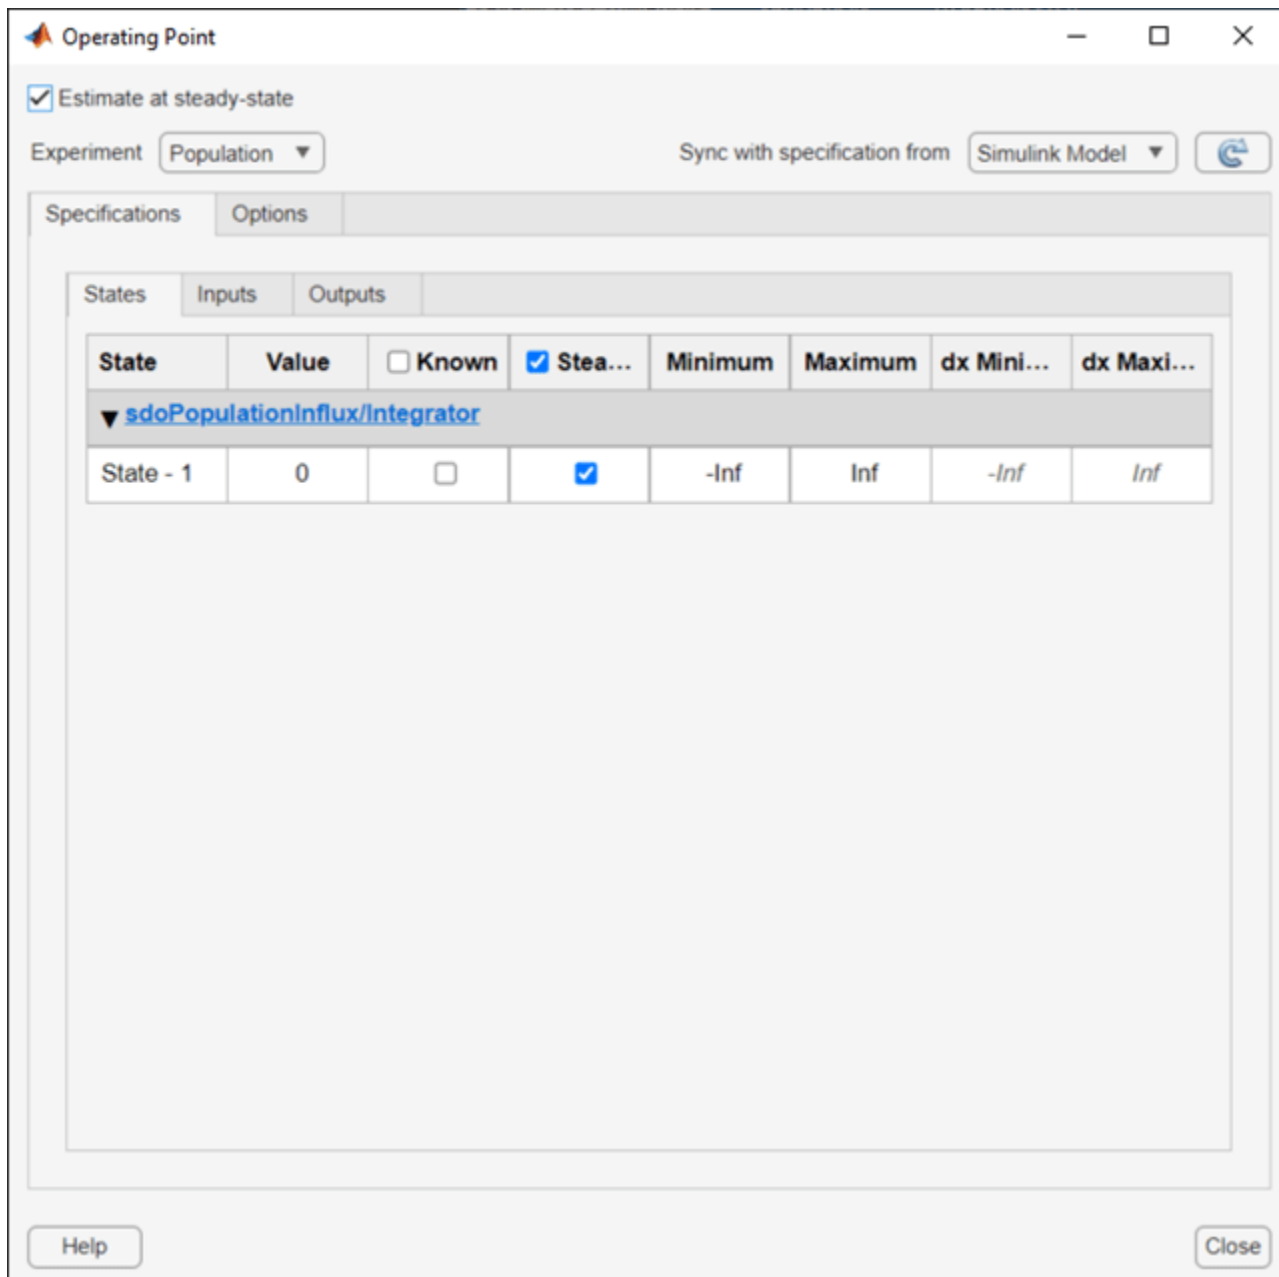 Operating Point
Estimate at steady-state
Experiment Population Sync with specification from Simulink Model
Specifications Options
States Inputs Outputs
State Value Known Stea... Minimum Maximum dx Mini... dx Maxi...
sdoPopulationInflux/Integrator
State - 1 0 -Inf Inf -Inf Inf
Help Close